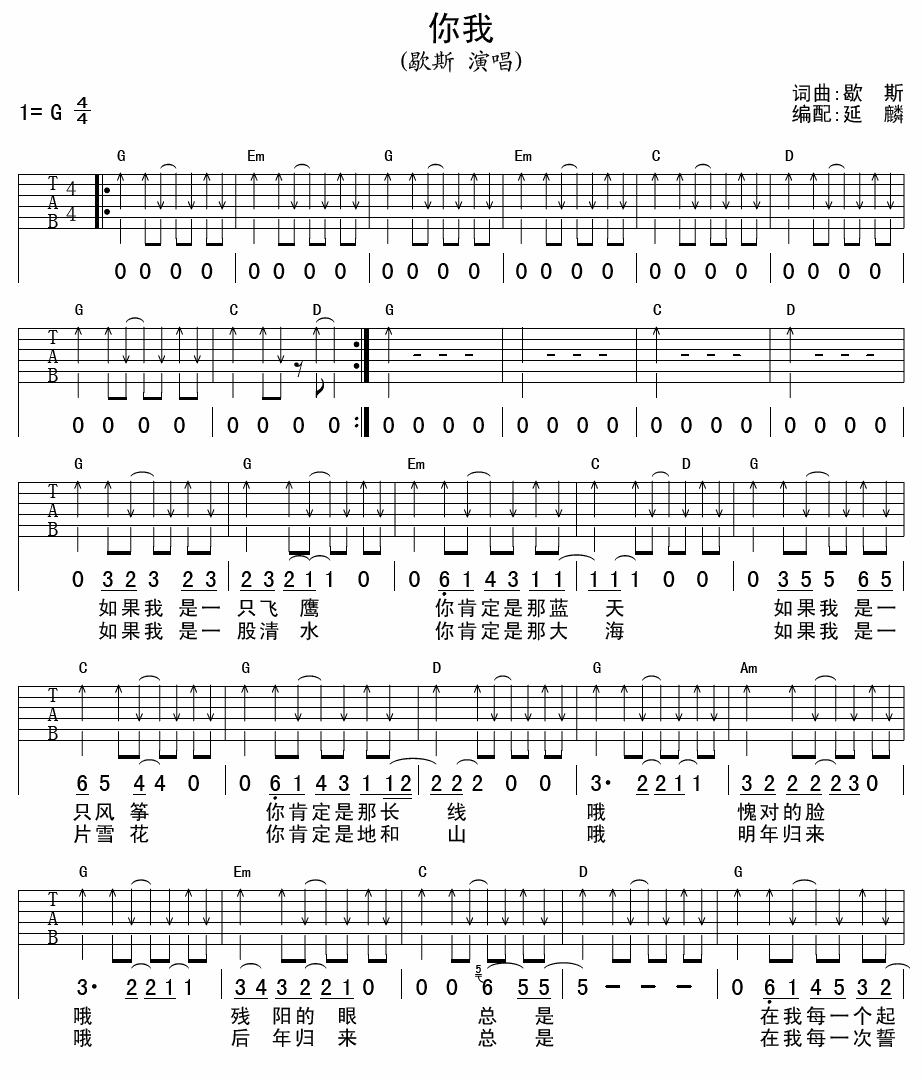 你我
(歇斯 演唱)
1= G 4/4
词曲:歇 斯
编配:延 麟
G Em G Em C D
T A B 4 4
0 0 0 0 | 0 0 0 0 | 0 0 0 0 | 0 0 0 0 | 0 0 0 0 | 0 0 0 0
G C D G C D
T A B
0 0 0 0 | 0 0 0 0 | 0 0 0 0 | 0 0 0 0 | 0 0 0 0 | 0 0 0 0
G G Em C D G
T A B
0 3 2 3 2 3 | 2 3 2 1 1 0 | 0 6 1 4 3 1 1 | 1 1 1 0 0 | 0 3 5 5 6 5
如果我 是一 只飞 鹰 你肯定是那蓝 天 如果我 是一
如果我 是一 股清 水 你肯定是那大 海 如果我 是一
C G D G Am
T A B
6 5 4 4 0 | 0 6 1 4 3 1 1 2 | 2 2 2 0 0 | 3· 2 2 1 1 | 3 2 2 2 2 3 0
只风 筝 你肯定是那长 线 哦 愧对的脸
片雪 花 你肯定是地和 山 哦 明年归来
G Em C D G
T A B
3· 2 2 1 1 | 3 4 3 2 2 1 0 | 0 0 5 6 5 5 | 5 — — — | 0 6 1 4 5 3 2
哦 残 阳的 眼 总 是 在我每一个起
哦 后 年归 来 总 是 在我每一次誓